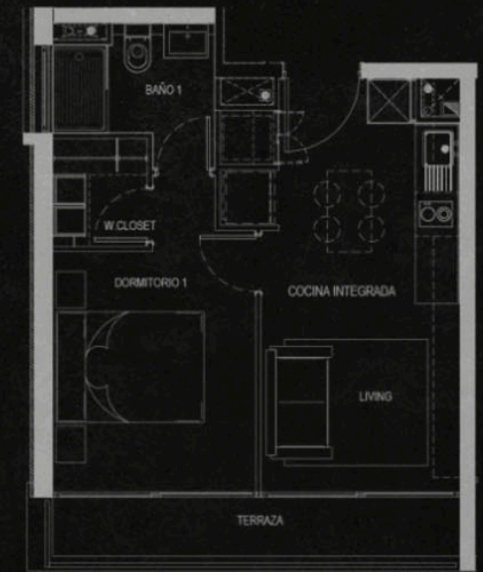 BAÑO 1
W.CLOSET
DORMITORIO 1
COCINA INTEGRADA
LIVING
TERRAZA